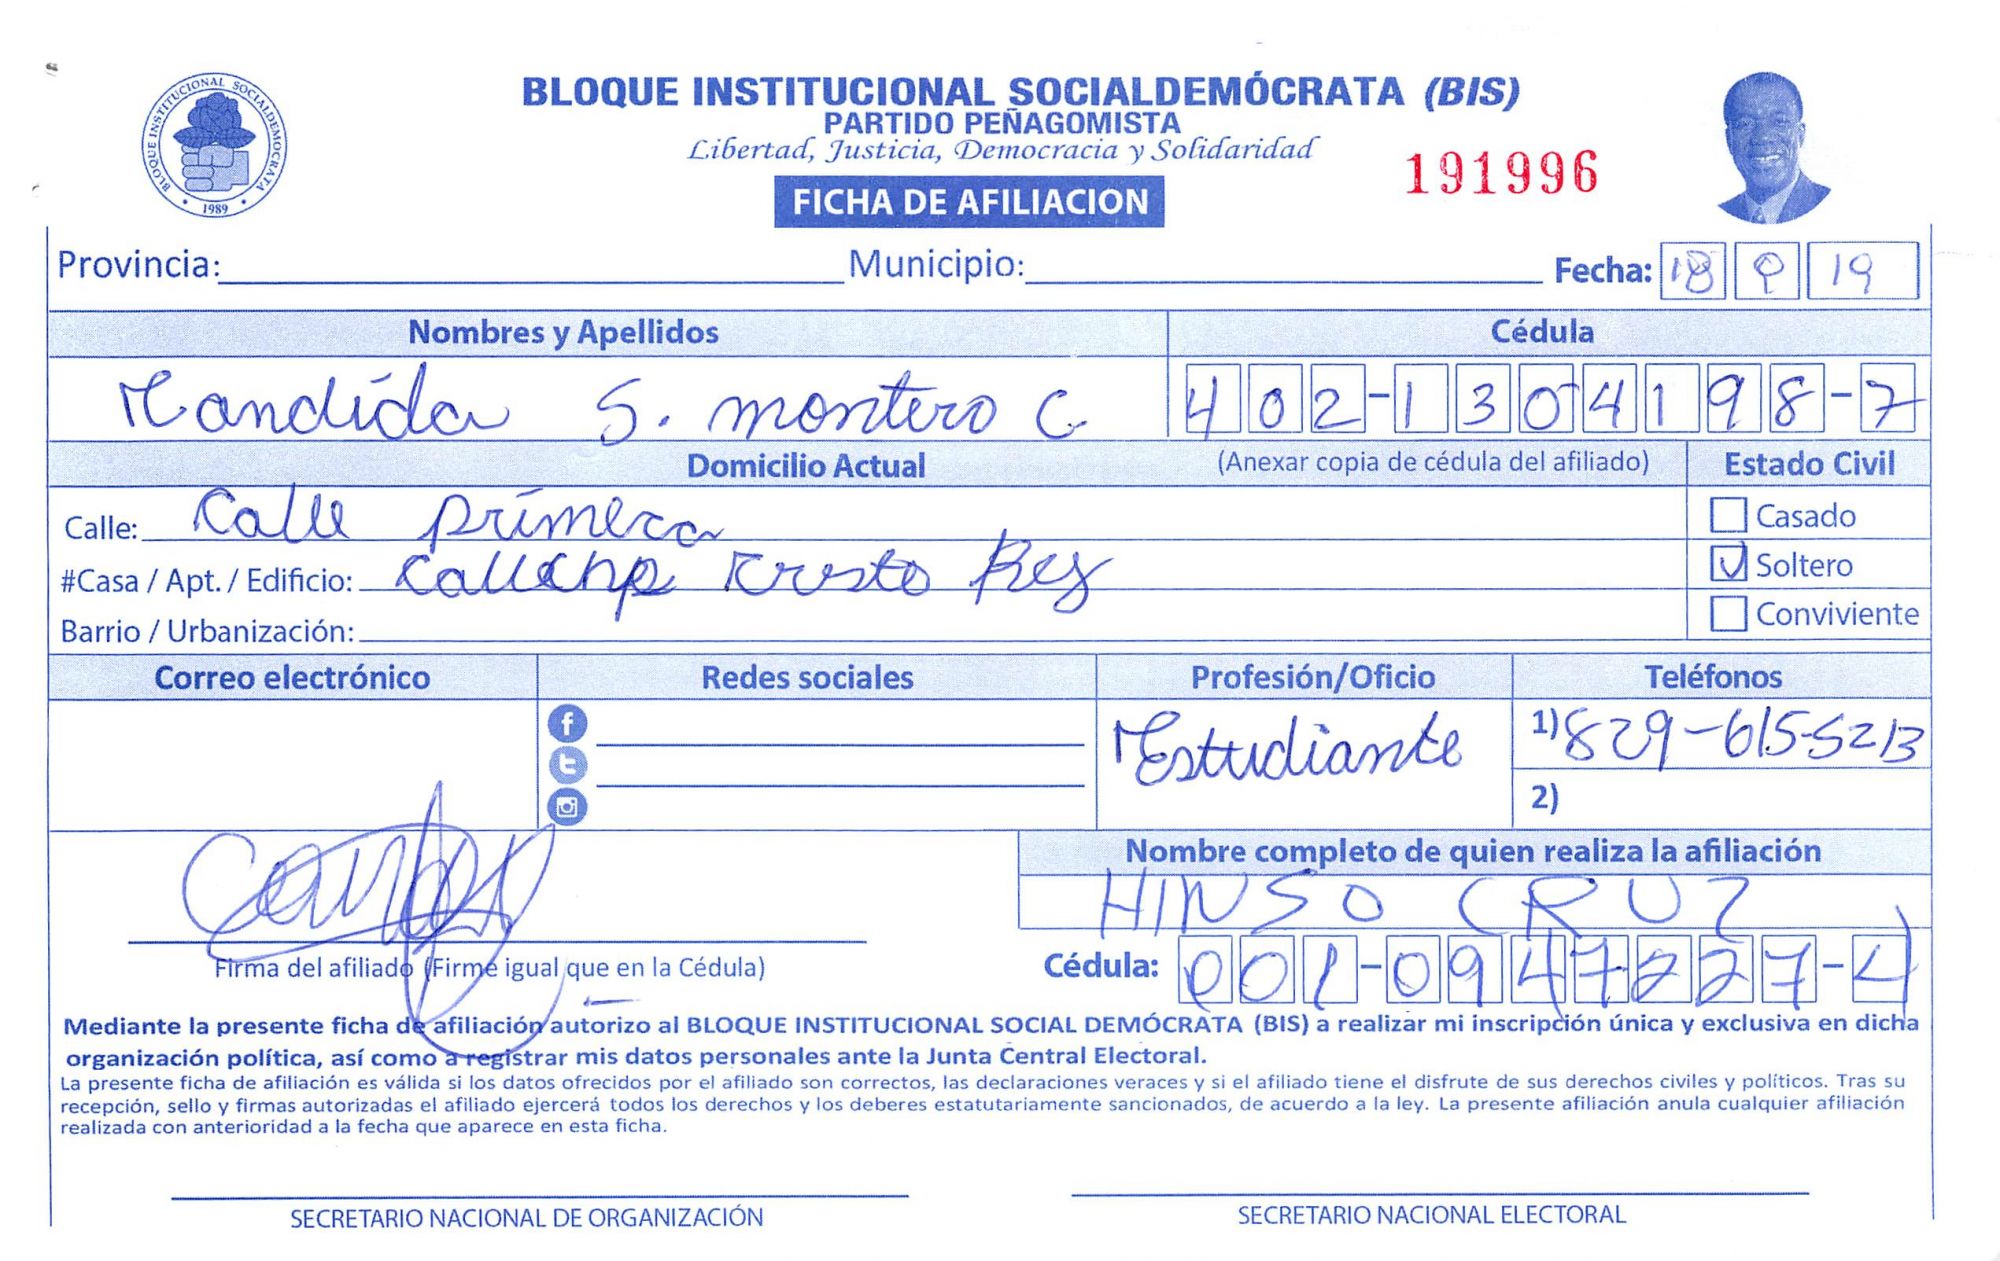 BLOQUE INSTITUCIONAL SOCIALDEMÓCRATA (BIS)
PARTIDO PEÑAGOMISTA
Libertad, Justicia, Democracia y Solidaridad
191996
FICHA DE AFILIACION
BLOQUE INSTITUCIONAL SOCIALDEMOCRATA
1989
Provincia: Municipio: Fecha: 18 9 19
Nombres y Apellidos Cédula
Candida S. montero C. 402-1304198-7
Domicilio Actual (Anexar copia de cédula del afiliado) Estado Civil
Calle: Calle primera Casado
#Casa / Apt. / Edificio: Cristo Rey Soltero
Barrio / Urbanización: Conviviente
Correo electrónico Redes sociales Profesión/Oficio Teléfonos
Estudiante 1) 829-615-5213
2)
Nombre completo de quien realiza la afiliación
HINSO CRUZ
Firma del afiliado (Firme igual que en la Cédula) Cédula: 001-0947227-4
Mediante la presente ficha de afiliación autorizo al BLOQUE INSTITUCIONAL SOCIAL DEMÓCRATA (BIS) a realizar mi inscripción única y exclusiva en dicha
organización política, así como a registrar mis datos personales ante la Junta Central Electoral.
La presente ficha de afiliación es válida si los datos ofrecidos por el afiliado son correctos, las declaraciones veraces y si el afiliado tiene el disfrute de sus derechos civiles y políticos. Tras su
recepción, sello y firmas autorizadas el afiliado ejercerá todos los derechos y los deberes estatutariamente sancionados, de acuerdo a la ley. La presente afiliación anula cualquier afiliación
realizada con anterioridad a la fecha que aparece en esta ficha.
SECRETARIO NACIONAL DE ORGANIZACIÓN SECRETARIO NACIONAL ELECTORAL